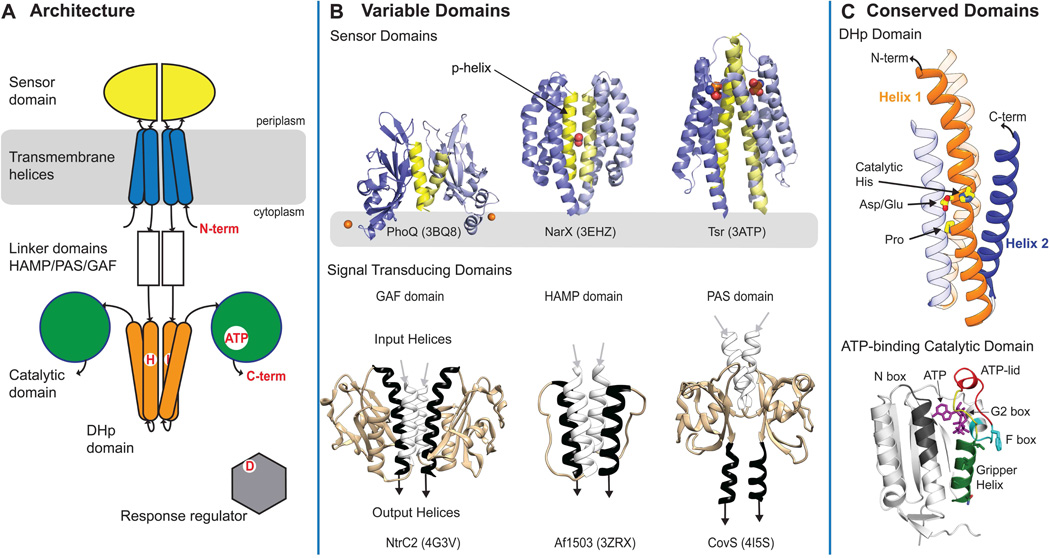 A Architecture
Sensor
domain
periplasm
Transmembrane
helices
cytoplasm
N-term
Linker domains
HAMP/PAS/GAF
ATP
H
Catalytic
domain
C-term
DHp
domain
D
Response regulator
B Variable Domains
Sensor Domains
p-helix
PhoQ (3BQ8)
NarX (3EHZ)
Tsr (3ATP)
Signal Transducing Domains
GAF domain
HAMP domain
PAS domain
Input Helices
Output Helices
NtrC2 (4G3V)
Af1503 (3ZRX)
CovS (4I5S)
C Conserved Domains
DHp Domain
N-term
Helix 1
C-term
Catalytic
His
Asp/Glu
Pro
Helix 2
ATP-binding Catalytic Domain
N box
ATP
ATP-lid
G2 box
F box
Gripper
Helix